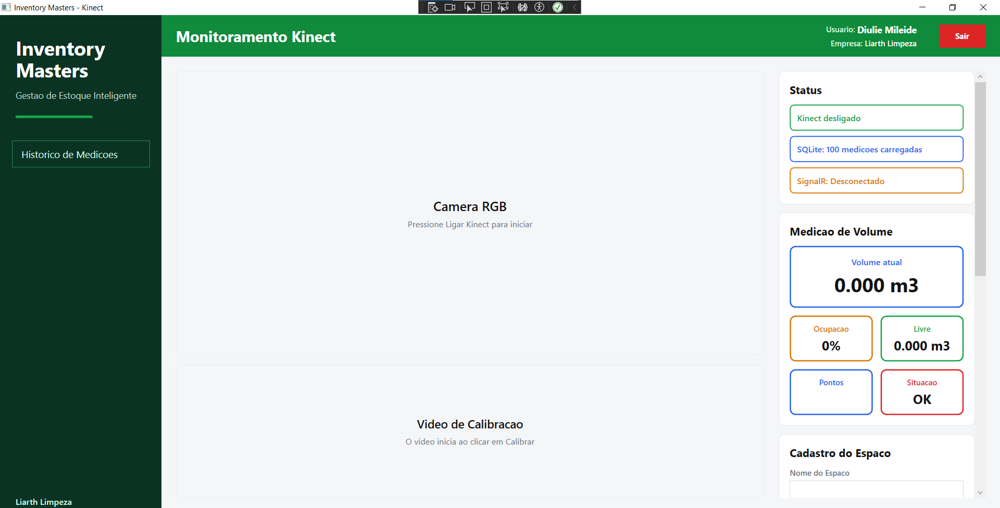 Inventory Masters - Kinect
Inventory
Masters
Gestao de Estoque Inteligente
Historico de Medicoes
Liarth Limpeza
Monitoramento Kinect
Usuario: Diulie Mileide
Empresa: Liarth Limpeza
Sair
Camera RGB
Pressione Ligar Kinect para iniciar
Video de Calibracao
O video inicia ao clicar em Calibrar
Status
Kinect desligado
SQLite: 100 medicoes carregadas
SignalR: Desconectado
Medicao de Volume
Volume atual
0.000 m3
Ocupacao
0%
Livre
0.000 m3
Pontos
Situacao
OK
Cadastro do Espaco
Nome do Espaco